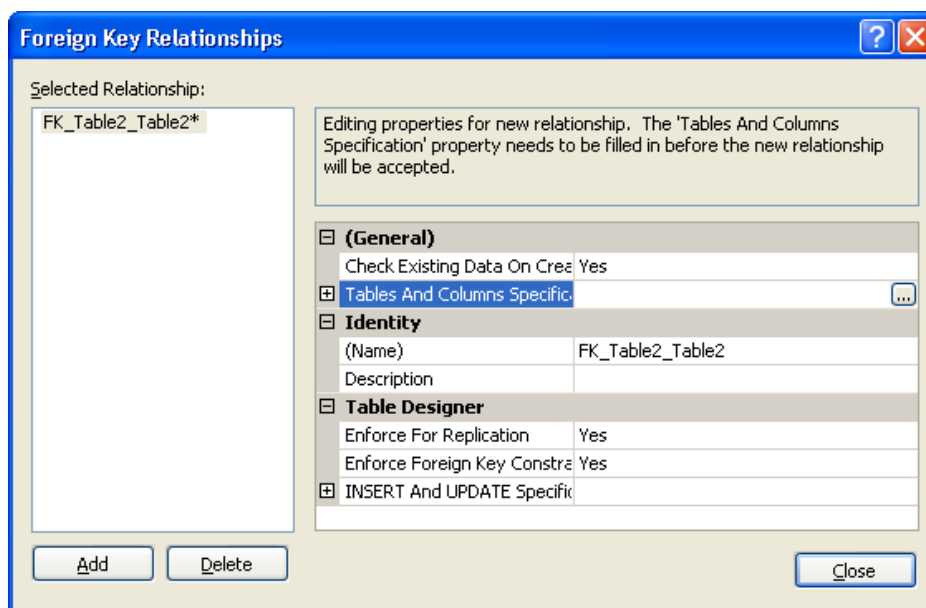 Foreign Key Relationships
Selected Relationship:
FK_Table2_Table2*
Editing properties for new relationship. The 'Tables And Columns
Specification' property needs to be filled in before the new relationship
will be accepted.
(General)
Check Existing Data On Crea Yes
Tables And Columns Specific
...
Identity
(Name) FK_Table2_Table2
Description
Table Designer
Enforce For Replication Yes
Enforce Foreign Key Constra Yes
INSERT And UPDATE Specific
Add Delete
Close